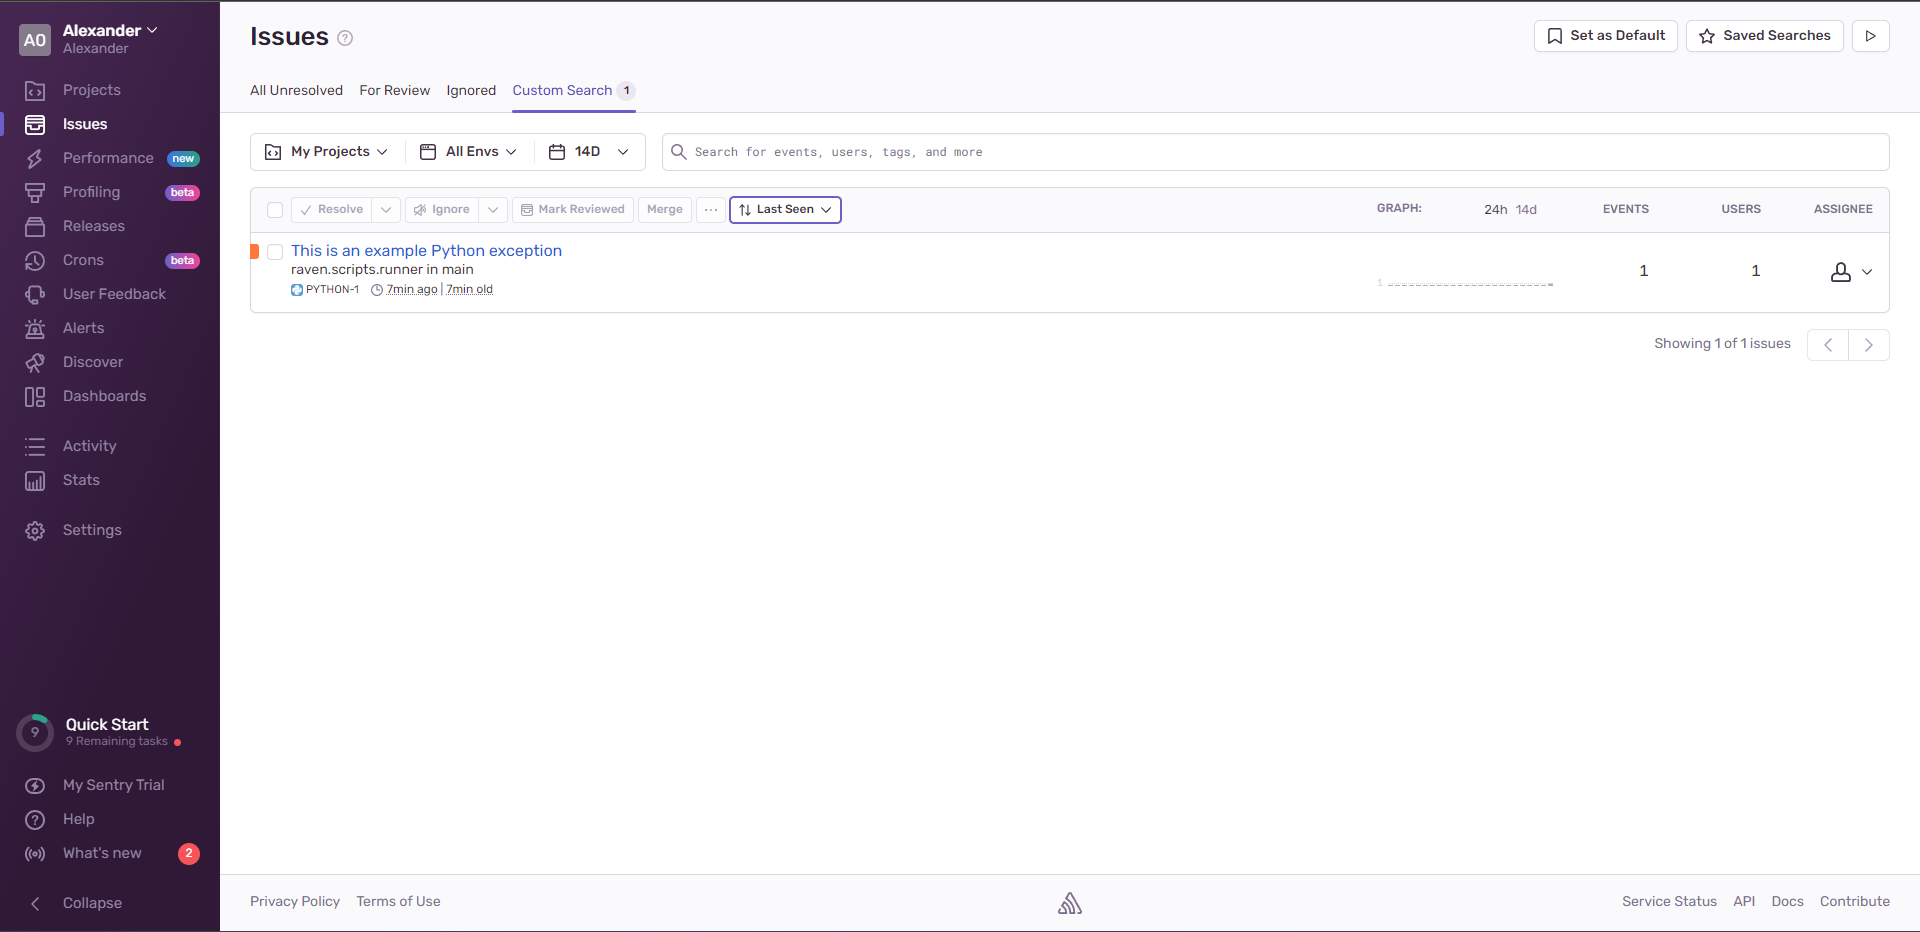 AO
Alexander
Alexander
Projects
Issues
Performance new
Profiling beta
Releases
Crons beta
User Feedback
Alerts
Discover
Dashboards
Activity
Stats
Settings
9
Quick Start
9 Remaining tasks
My Sentry Trial
Help
What's new 2
Collapse
Issues
Set as Default
Saved Searches
All Unresolved For Review Ignored Custom Search 1
My Projects All Envs 14D Search for events, users, tags, and more
Resolve Ignore Mark Reviewed Merge Last Seen GRAPH: 24h 14d EVENTS USERS ASSIGNEE
This is an example Python exception
raven.scripts.runner in main
PYTHON-1 7min ago | 7min old
1
1 1
Showing 1 of 1 issues
Privacy Policy Terms of Use Service Status API Docs Contribute